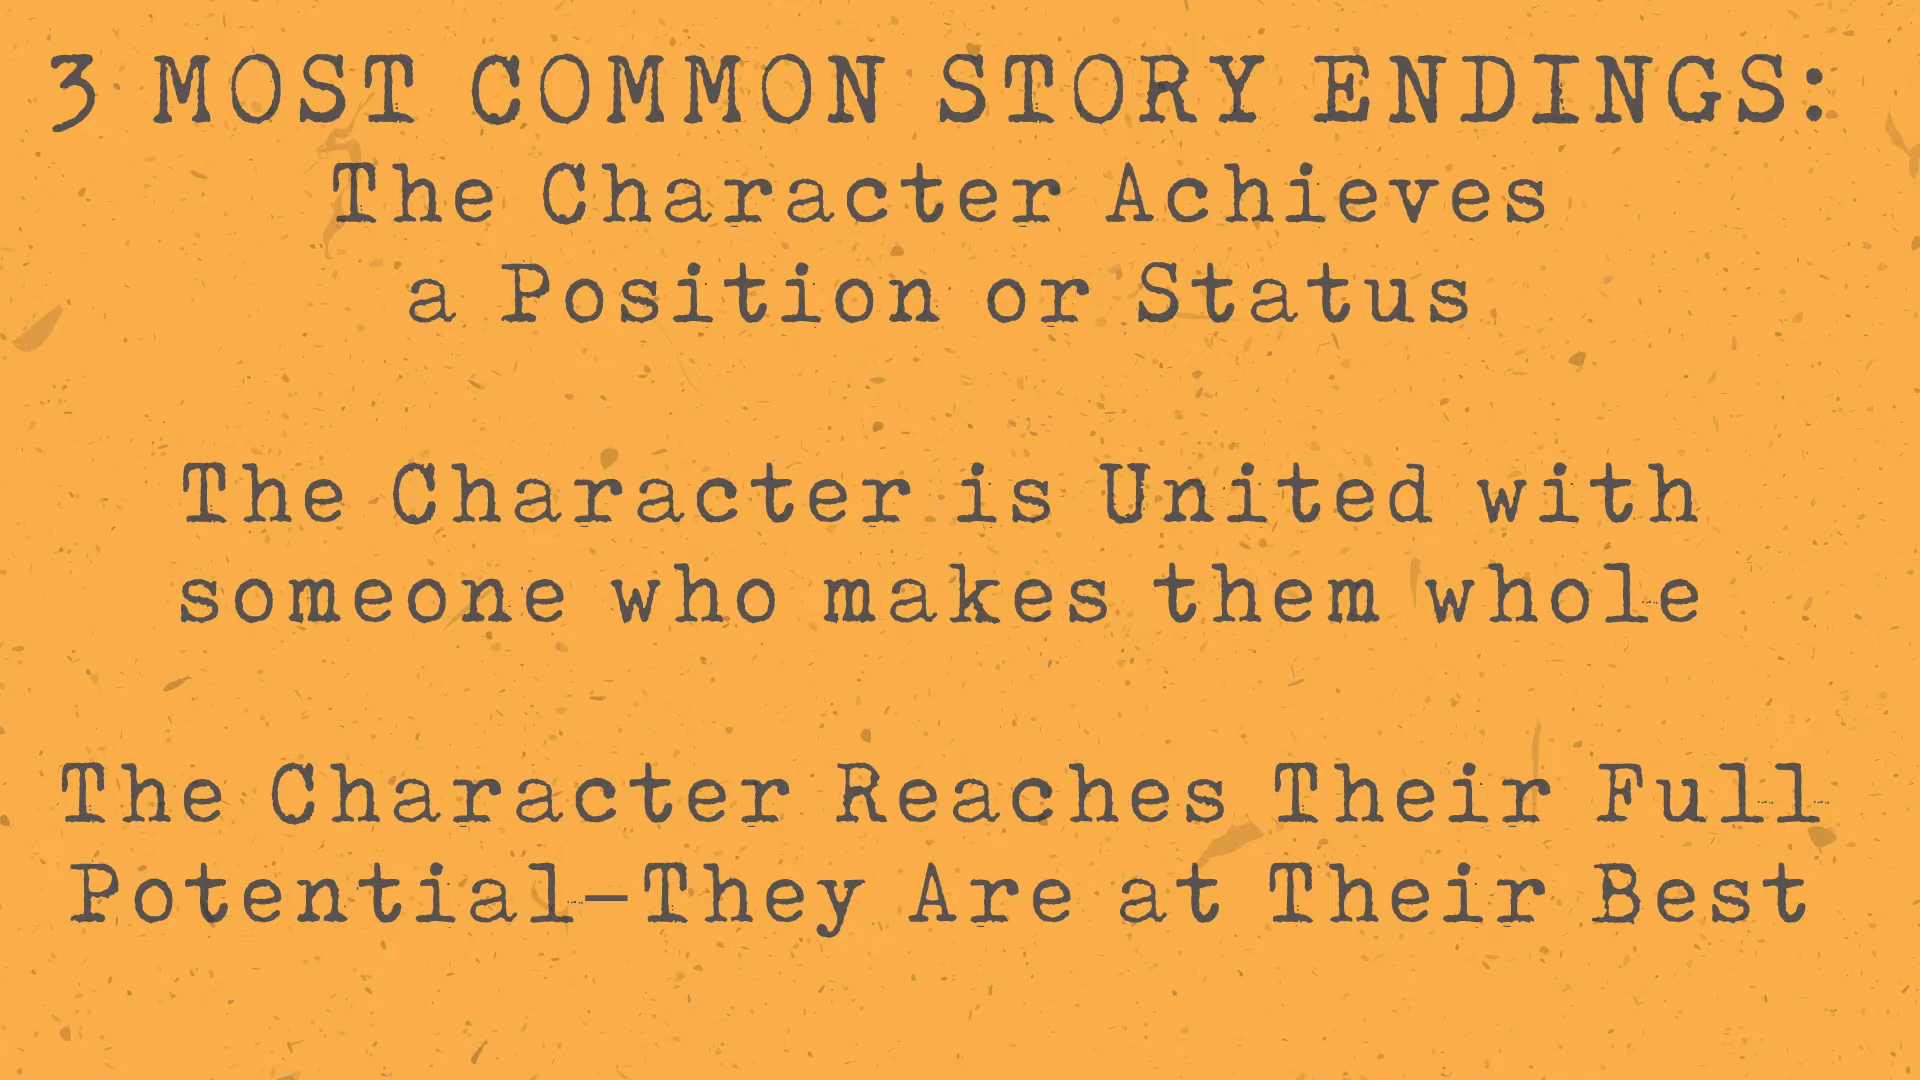 3 MOST COMMON STORY ENDINGS:
The Character Achieves
a Position or Status
The Character is United with
someone who makes them whole
The Character Reaches Their Full
Potential—They Are at Their Best